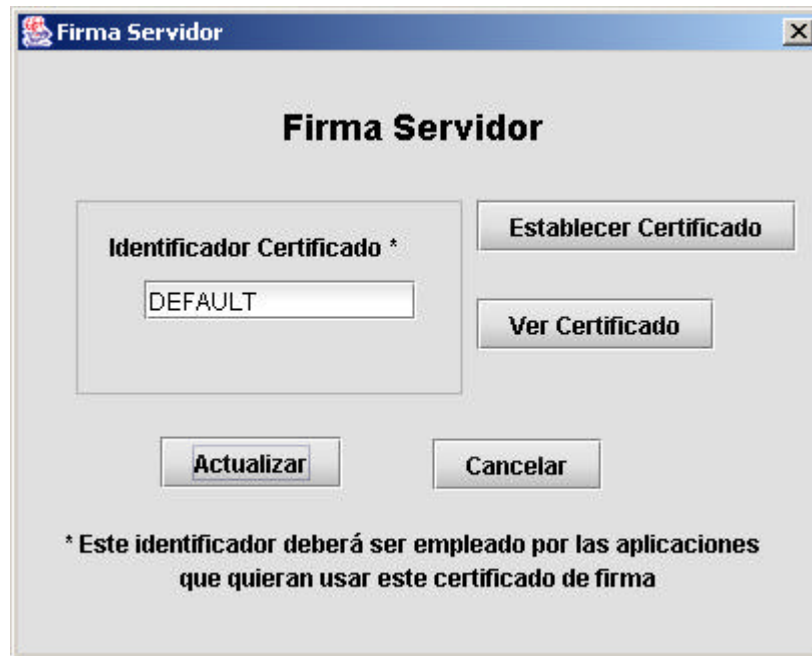 Firma Servidor
Firma Servidor
Establecer Certificado
Identificador Certificado *
DEFAULT
Ver Certificado
Actualizar
Cancelar
* Este identificador deberá ser empleado por las aplicaciones
que quieran usar este certificado de firma